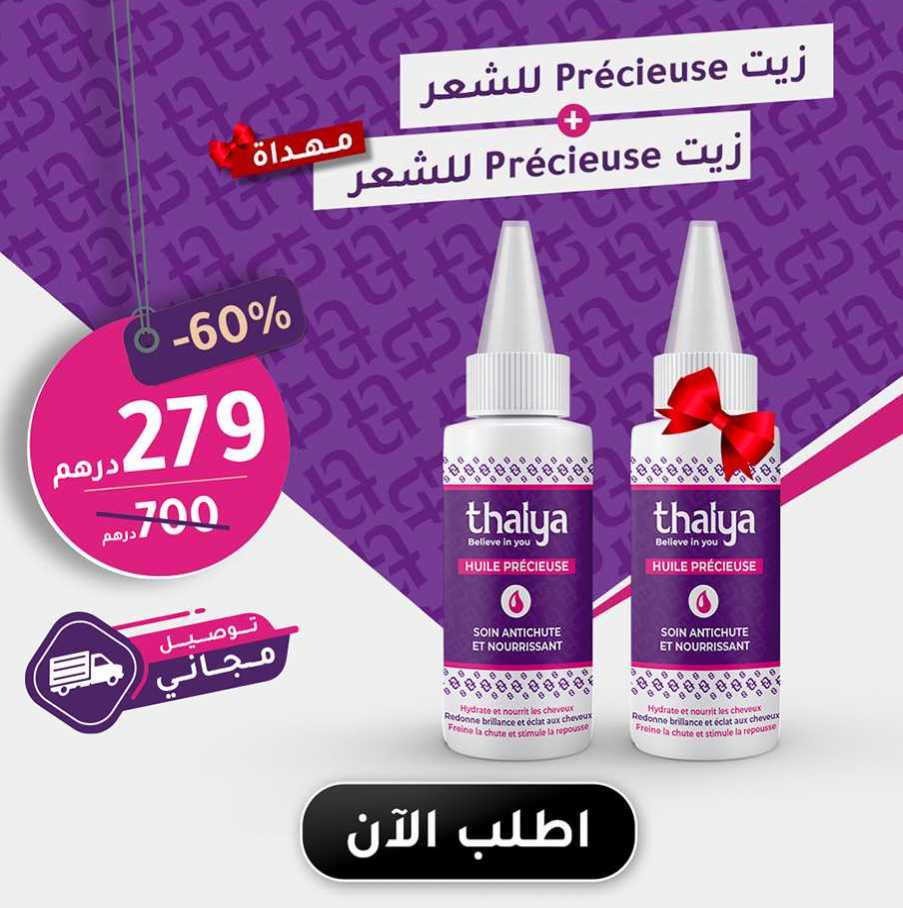 زيت Précieuse للشعر
+
زيت Précieuse للشعر
مهداة
-60%
279 درهم
700 درهم
توصيل
مجاني
thalya
Believe in you
HUILE PRÉCIEUSE
SOIN ANTICHUTE
ET NOURRISSANT
Hydrate et nourrit les cheveux
Redonne brillance et éclat aux cheveux
Freine la chute et stimule la repousse
thalya
Believe in you
HUILE PRÉCIEUSE
SOIN ANTICHUTE
ET NOURRISSANT
Hydrate et nourrit les cheveux
Redonne brillance et éclat aux cheveux
Freine la chute et stimule la repousse
اطلب الآن